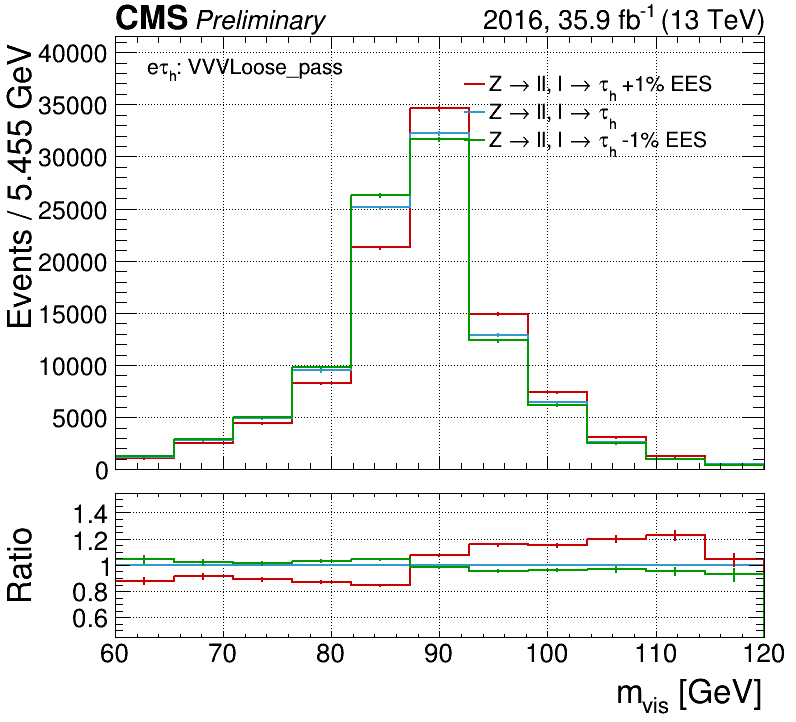 CMS Preliminary 2016, 35.9 fb⁻¹ (13 TeV)
eτₕ: VVVLoose_pass
Z → ll, l → τₕ +1% EES
Z → ll, l → τₕ
Z → ll, l → τₕ -1% EES
Events / 5.455 GeV
40000
35000
30000
25000
20000
15000
10000
5000
0
Ratio
1.4
1.2
1
0.8
0.6
60 70 80 90 100 110 120
m_vis [GeV]